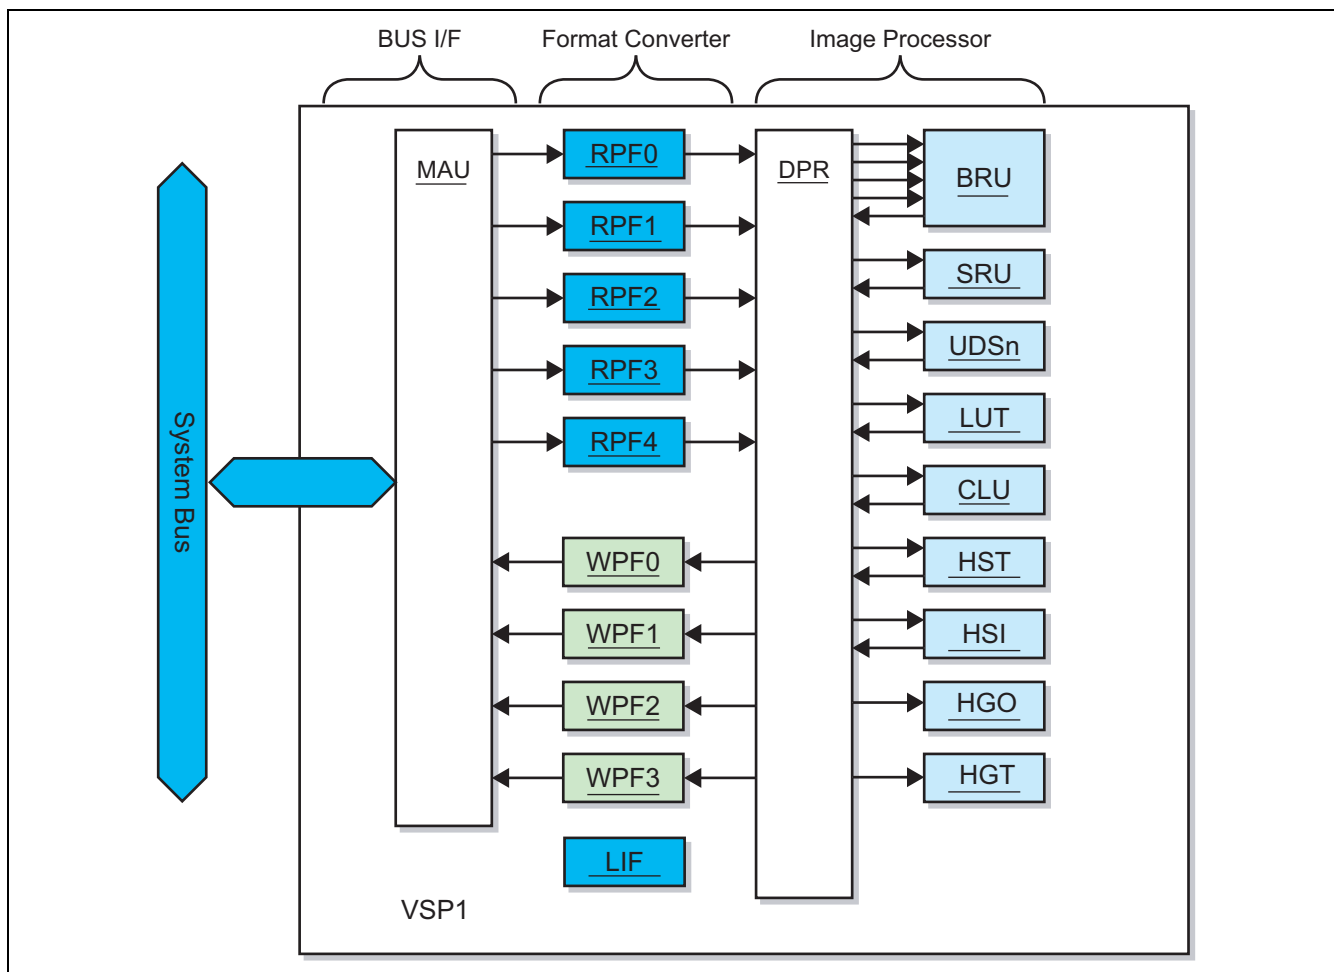 BUS I/F
Format Converter
Image Processor
MAU
RPF0
DPR
BRU
RPF1
SRU
RPF2
UDSn
RPF3
LUT
RPF4
CLU
System Bus
WPF0
HST
WPF1
HSI
WPF2
HGO
WPF3
HGT
LIF
VSP1